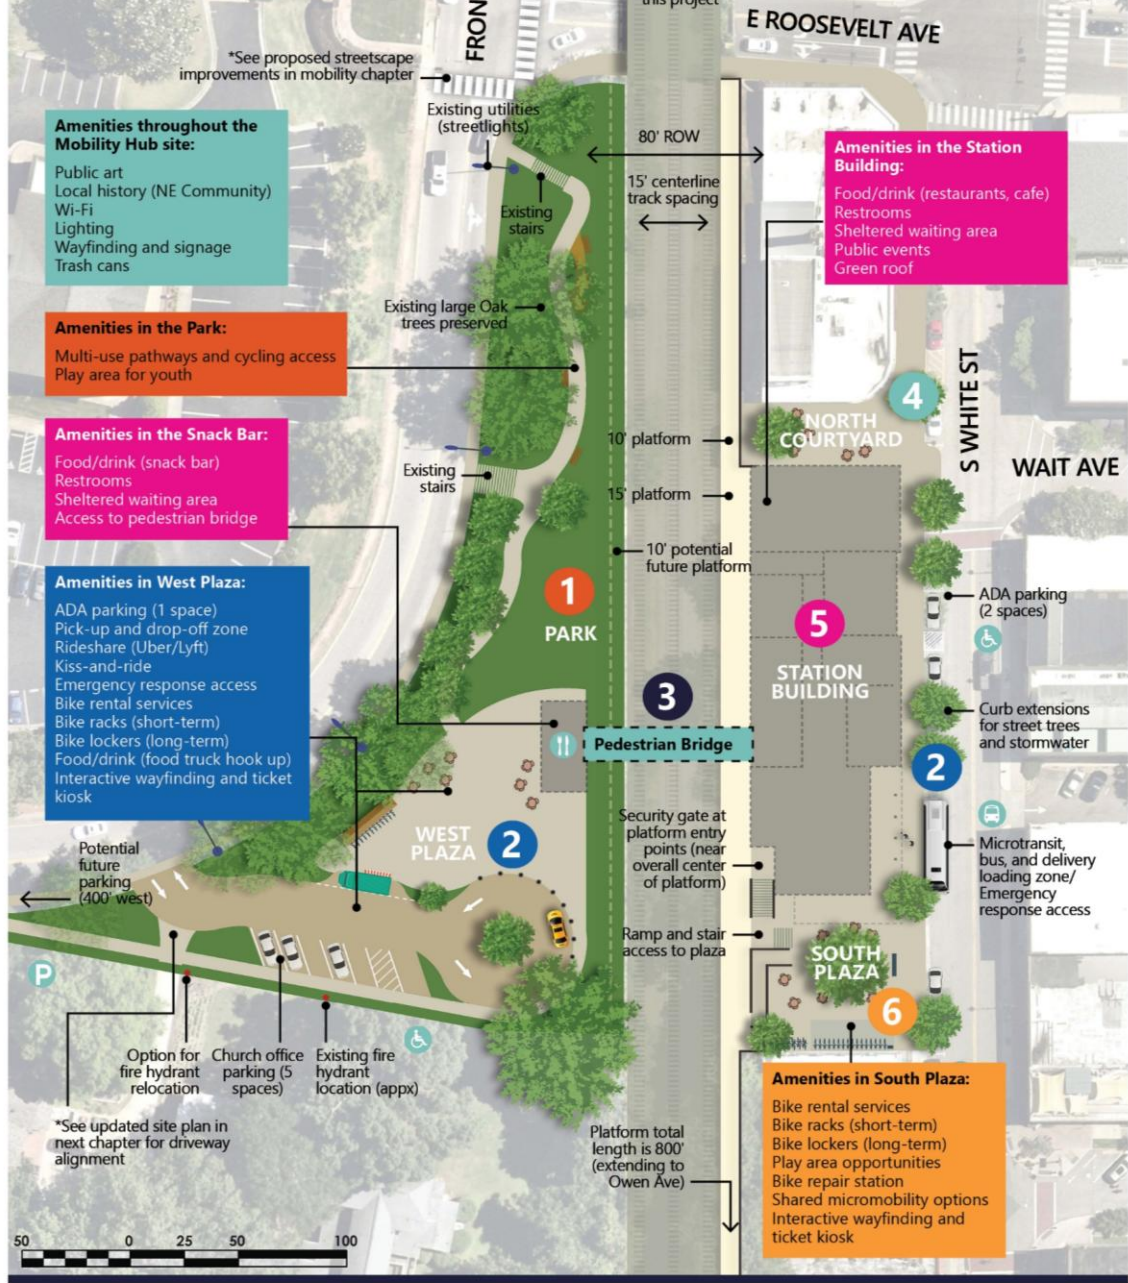 this project
E ROOSEVELT AVE
FRON
*See proposed streetscape
improvements in mobility chapter
Existing utilities
(streetlights)
Amenities throughout the
Mobility Hub site:
Public art
Local history (NE Community)
Wi-Fi
Lighting
Wayfinding and signage
Trash cans
80' ROW
15' centerline
track spacing
Amenities in the Station
Building:
Food/drink (restaurants, cafe)
Restrooms
Sheltered waiting area
Public events
Green roof
Existing
stairs
Existing large Oak
trees preserved
Amenities in the Park:
Multi-use pathways and cycling access
Play area for youth
4
NORTH
COURTYARD
S WHITE ST
WAIT AVE
Amenities in the Snack Bar:
Food/drink (snack bar)
Restrooms
Sheltered waiting area
Access to pedestrian bridge
Existing
stairs
10' platform
15' platform
10' potential
future platform
1
PARK
5
STATION
BUILDING
ADA parking
(2 spaces)
Amenities in West Plaza:
ADA parking (1 space)
Pick-up and drop-off zone
Rideshare (Uber/Lyft)
Kiss-and-ride
Emergency response access
Bike rental services
Bike racks (short-term)
Bike lockers (long-term)
Food/drink (food truck hook up)
Interactive wayfinding and ticket
kiosk
3
Pedestrian Bridge
Curb extensions
for street trees
and stormwater
2
WEST
PLAZA
2
Security gate at
platform entry
points (near
overall center
of platform)
Microtransit,
bus, and delivery
loading zone/
Emergency
response access
Potential
future
parking
(400' west)
Ramp and stair
access to plaza
SOUTH
PLAZA
6
P
Option for
fire hydrant
relocation
Church office
parking (5
spaces)
Existing fire
hydrant
location (appx)
*See updated site plan in
next chapter for driveway
alignment
Platform total
length is 800'
(extending to
Owen Ave)
Amenities in South Plaza:
Bike rental services
Bike racks (short-term)
Bike lockers (long-term)
Play area opportunities
Bike repair station
Shared micromobility options
Interactive wayfinding and
ticket kiosk
50 0 25 50 100